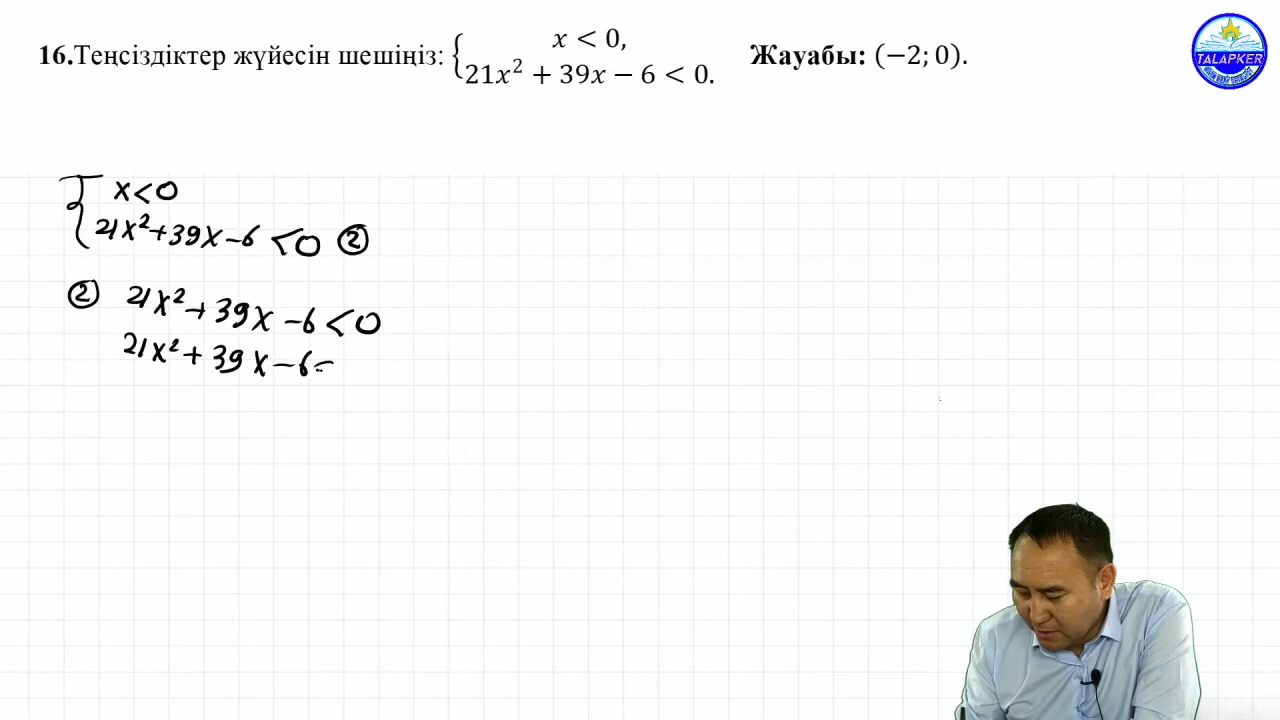 16.Теңсіздіктер жүйесін шешіңіз: { x < 0, 21x² + 39x − 6 < 0. Жауабы: (−2; 0).
TALAPKER
x<0
21x²+39x−6<0 ②
② 21x²+39x−6<0
21x²+39x−6=